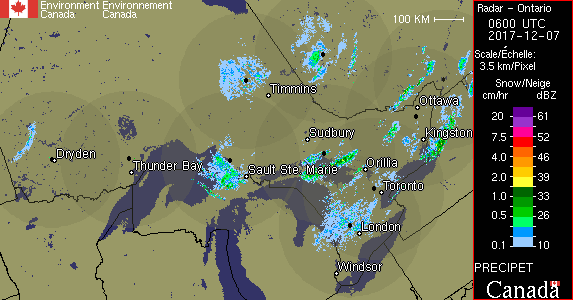 Environment Environnement
Canada Canada
100 KM
Timmins
Ottawa
Sudbury
Kingston
Dryden
Thunder Bay
Sault Ste. Marie
Orillia
Toronto
London
Windsor
Radar - Ontario
0600 UTC
2017-12-07
Scale/Échelle:
3.5 km/Pixel
Snow/Neige
cm/hr dBZ
20 61
7.5 52
4.0 46
2.0 39
1.0 33
0.5 26
0.1 10
PRECIPET
Canada